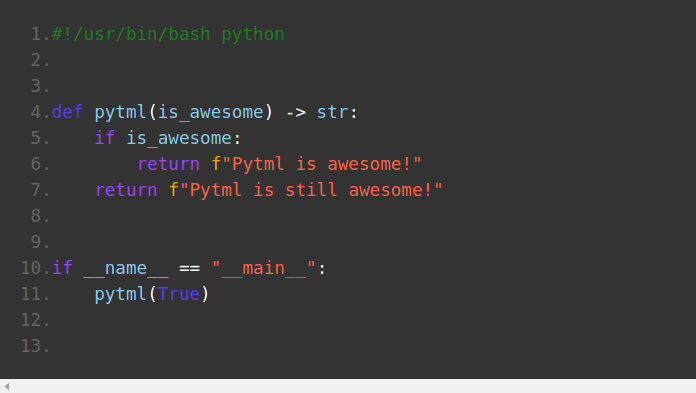 1.#!/usr/bin/bash python
2.
3.
4.def pytml(is_awesome) -> str:
5.    if is_awesome:
6.        return f"Pytml is awesome!"
7.    return f"Pytml is still awesome!"
8.
9.
10.if __name__ == "__main__":
11.    pytml(True)
12.
13.